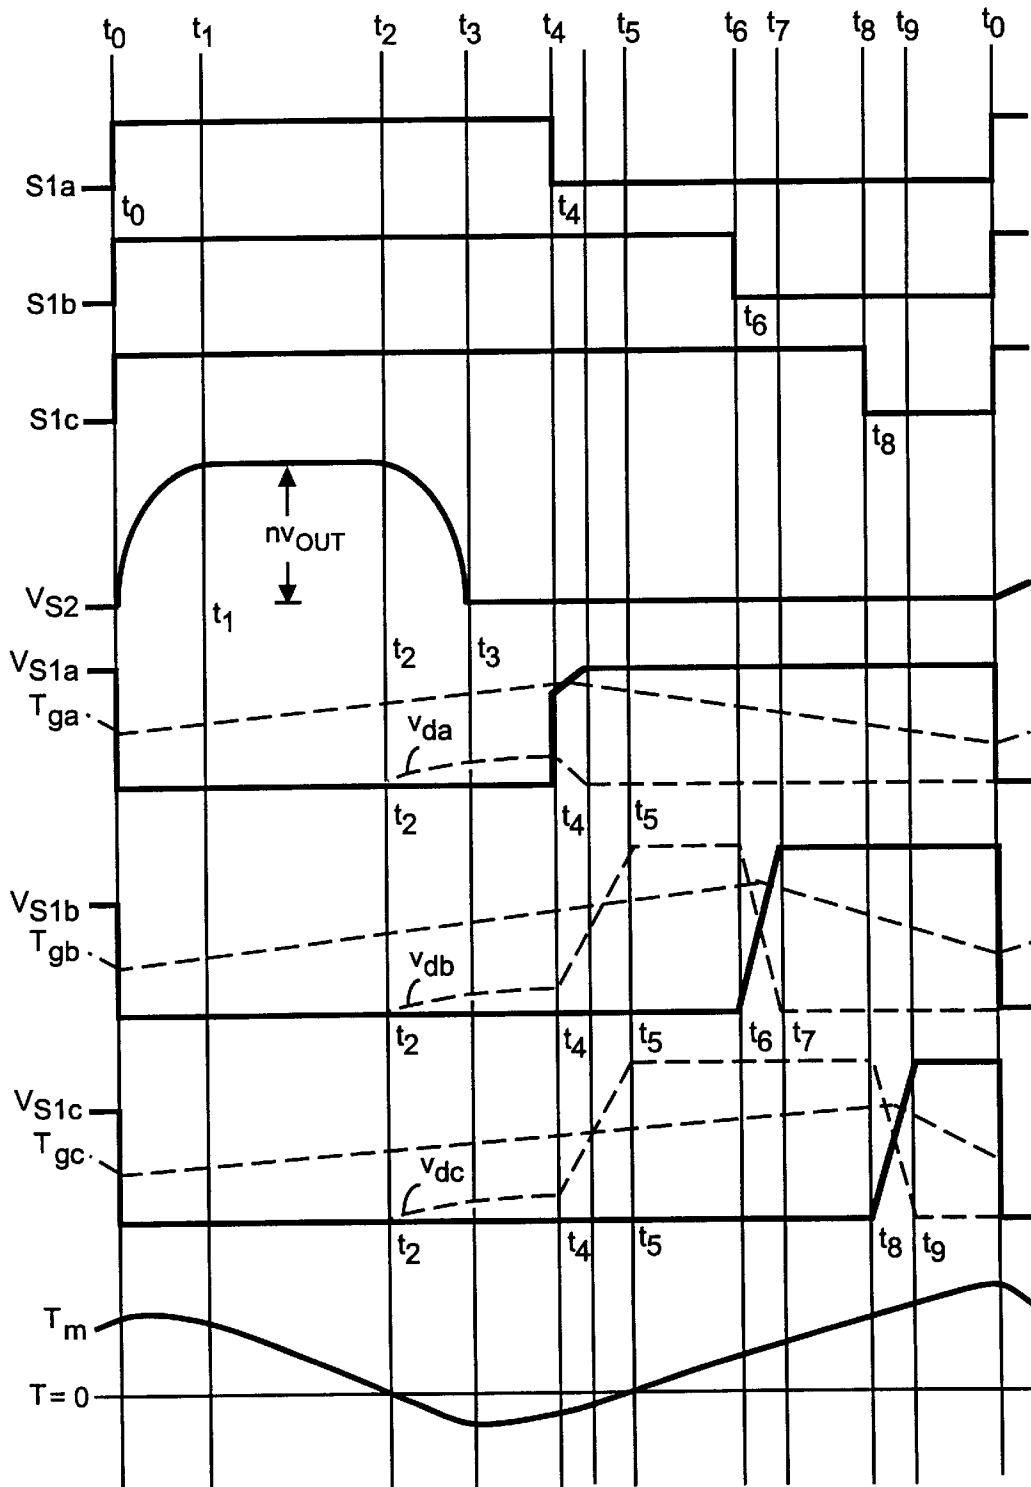 t0 t1 t2 t3 t4 t5 t6 t7 t8 t9 t0
S1a
t0 t4
S1b
t6
S1c
t8
nvOUT
VS2
t1
VS1a t2 t3
Tga
vda
t2 t4 t5
VS1b
Tgb
vdb
t2 t4 t5 t6 t7
VS1c
Tgc
vdc
t2 t4 t5 t8 t9
Tm
T=0